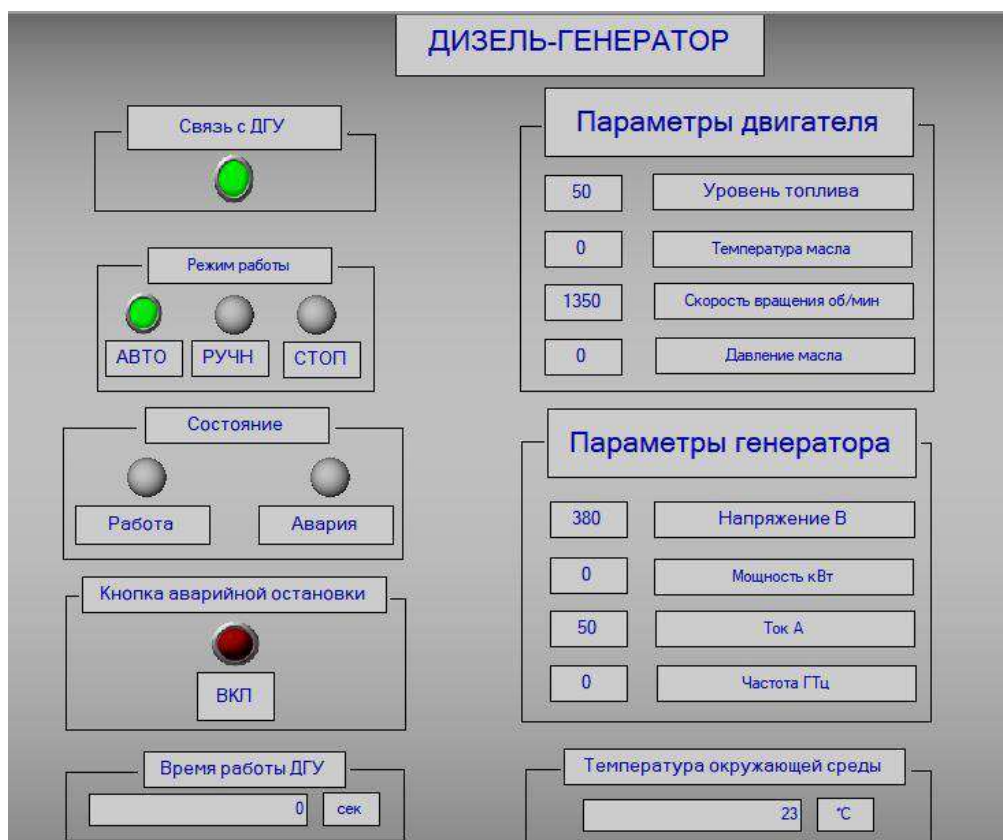 ДИЗЕЛЬ-ГЕНЕРАТОР
Связь с ДГУ
Режим работы
АВТО РУЧН СТОП
Состояние
Работа Авария
Кнопка аварийной остановки
ВКЛ
Время работы ДГУ
0 сек
Параметры двигателя
50 Уровень топлива
0 Температура масла
1350 Скорость вращения об/мин
0 Давление масла
Параметры генератора
380 Напряжение В
0 Мощность кВт
50 Ток А
0 Частота ГТц
Температура окружающей среды
23 °С